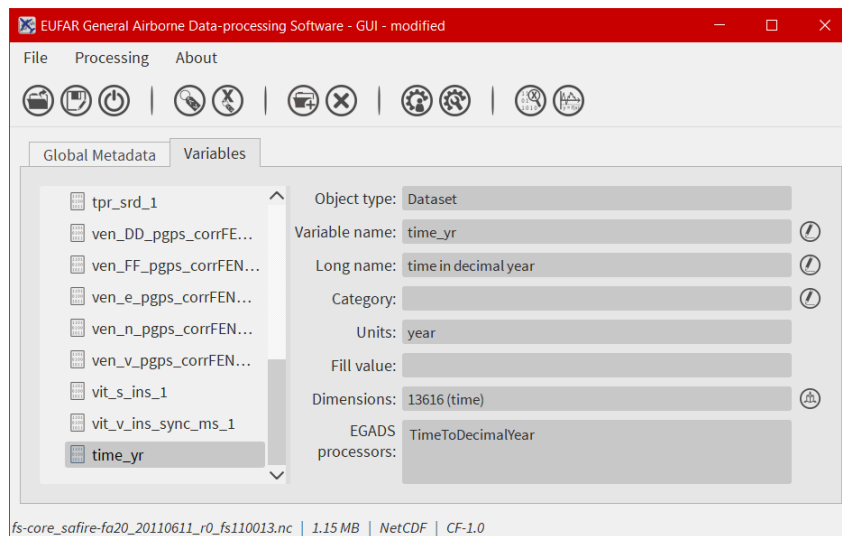 EUFAR General Airborne Data-processing Software - GUI - modified
File Processing About
Global Metadata Variables
tpr_srd_1
ven_DD_pgps_corrFE...
ven_FF_pgps_corrFEN...
ven_e_pgps_corrFEN...
ven_n_pgps_corrFEN...
ven_v_pgps_corrFEN...
vit_s_ins_1
vit_v_ins_sync_ms_1
time_yr
Object type: Dataset
Variable name: time_yr
Long name: time in decimal year
Category:
Units: year
Fill value:
Dimensions: 13616 (time)
EGADS
processors:
TimeToDecimalYear
fs-core_safire-fa20_20110611_r0_fs110013.nc | 1.15 MB | NetCDF | CF-1.0